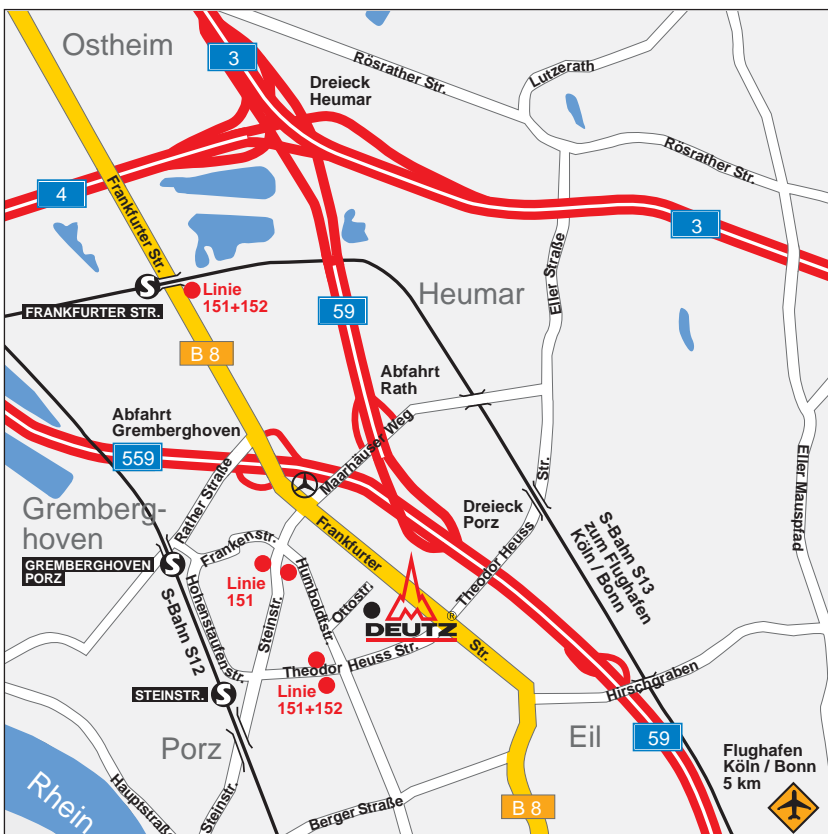 Ostheim
3
Dreieck
Heumar
Rösrather Str.
Lutzerath
Rösrather Str.
4
Frankfurter Str.
3
Eller Straße
Heumar
Linie
151+152
FRANKFURTER STR.
59
B 8
Abfahrt
Rath
Abfahrt
Gremberghoven
Maarhäuser Weg
559
Rather Straße
Eller Mauspfad
Gremberg-
hoven
Dreieck
Porz
Str.
S-Bahn S13
zum Flughafen
Köln / Bonn
Frankfurter
Frankenstr.
GREMBERGHOVEN
PORZ
S
S
S
Linie
151
Humboldtstr.
Ottostr.
Theodor Heuss
DEUTZ®
Hohenstaufenstr.
S-Bahn S12
Steinstr.
Theodor Heuss Str.
Str.
STEINSTR.
Linie
151+152
Hirschgraben
Porz
Eil
59
Flughafen
Köln / Bonn
5 km
Rhein
Hauptstraße
Steinstr.
Berger Straße
B 8